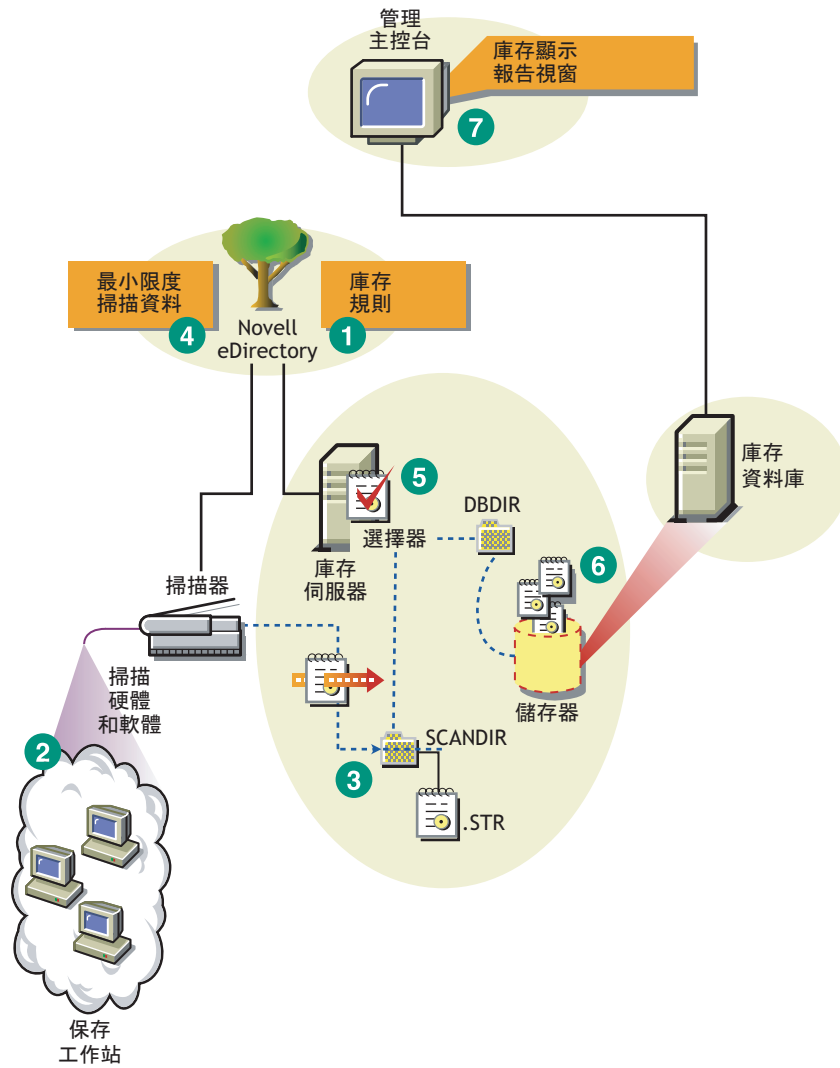 管理
主控台
庫存顯示
報告視窗
7
最小限度
掃描資料
4
庫存
規則
1
Novell
eDirectory
庫存
資料庫
5
選擇器
DBDIR
庫存
伺服器
6
掃描器
掃描
硬體
和軟體
儲存器
2
SCANDIR
3
.STR
保存
工作站